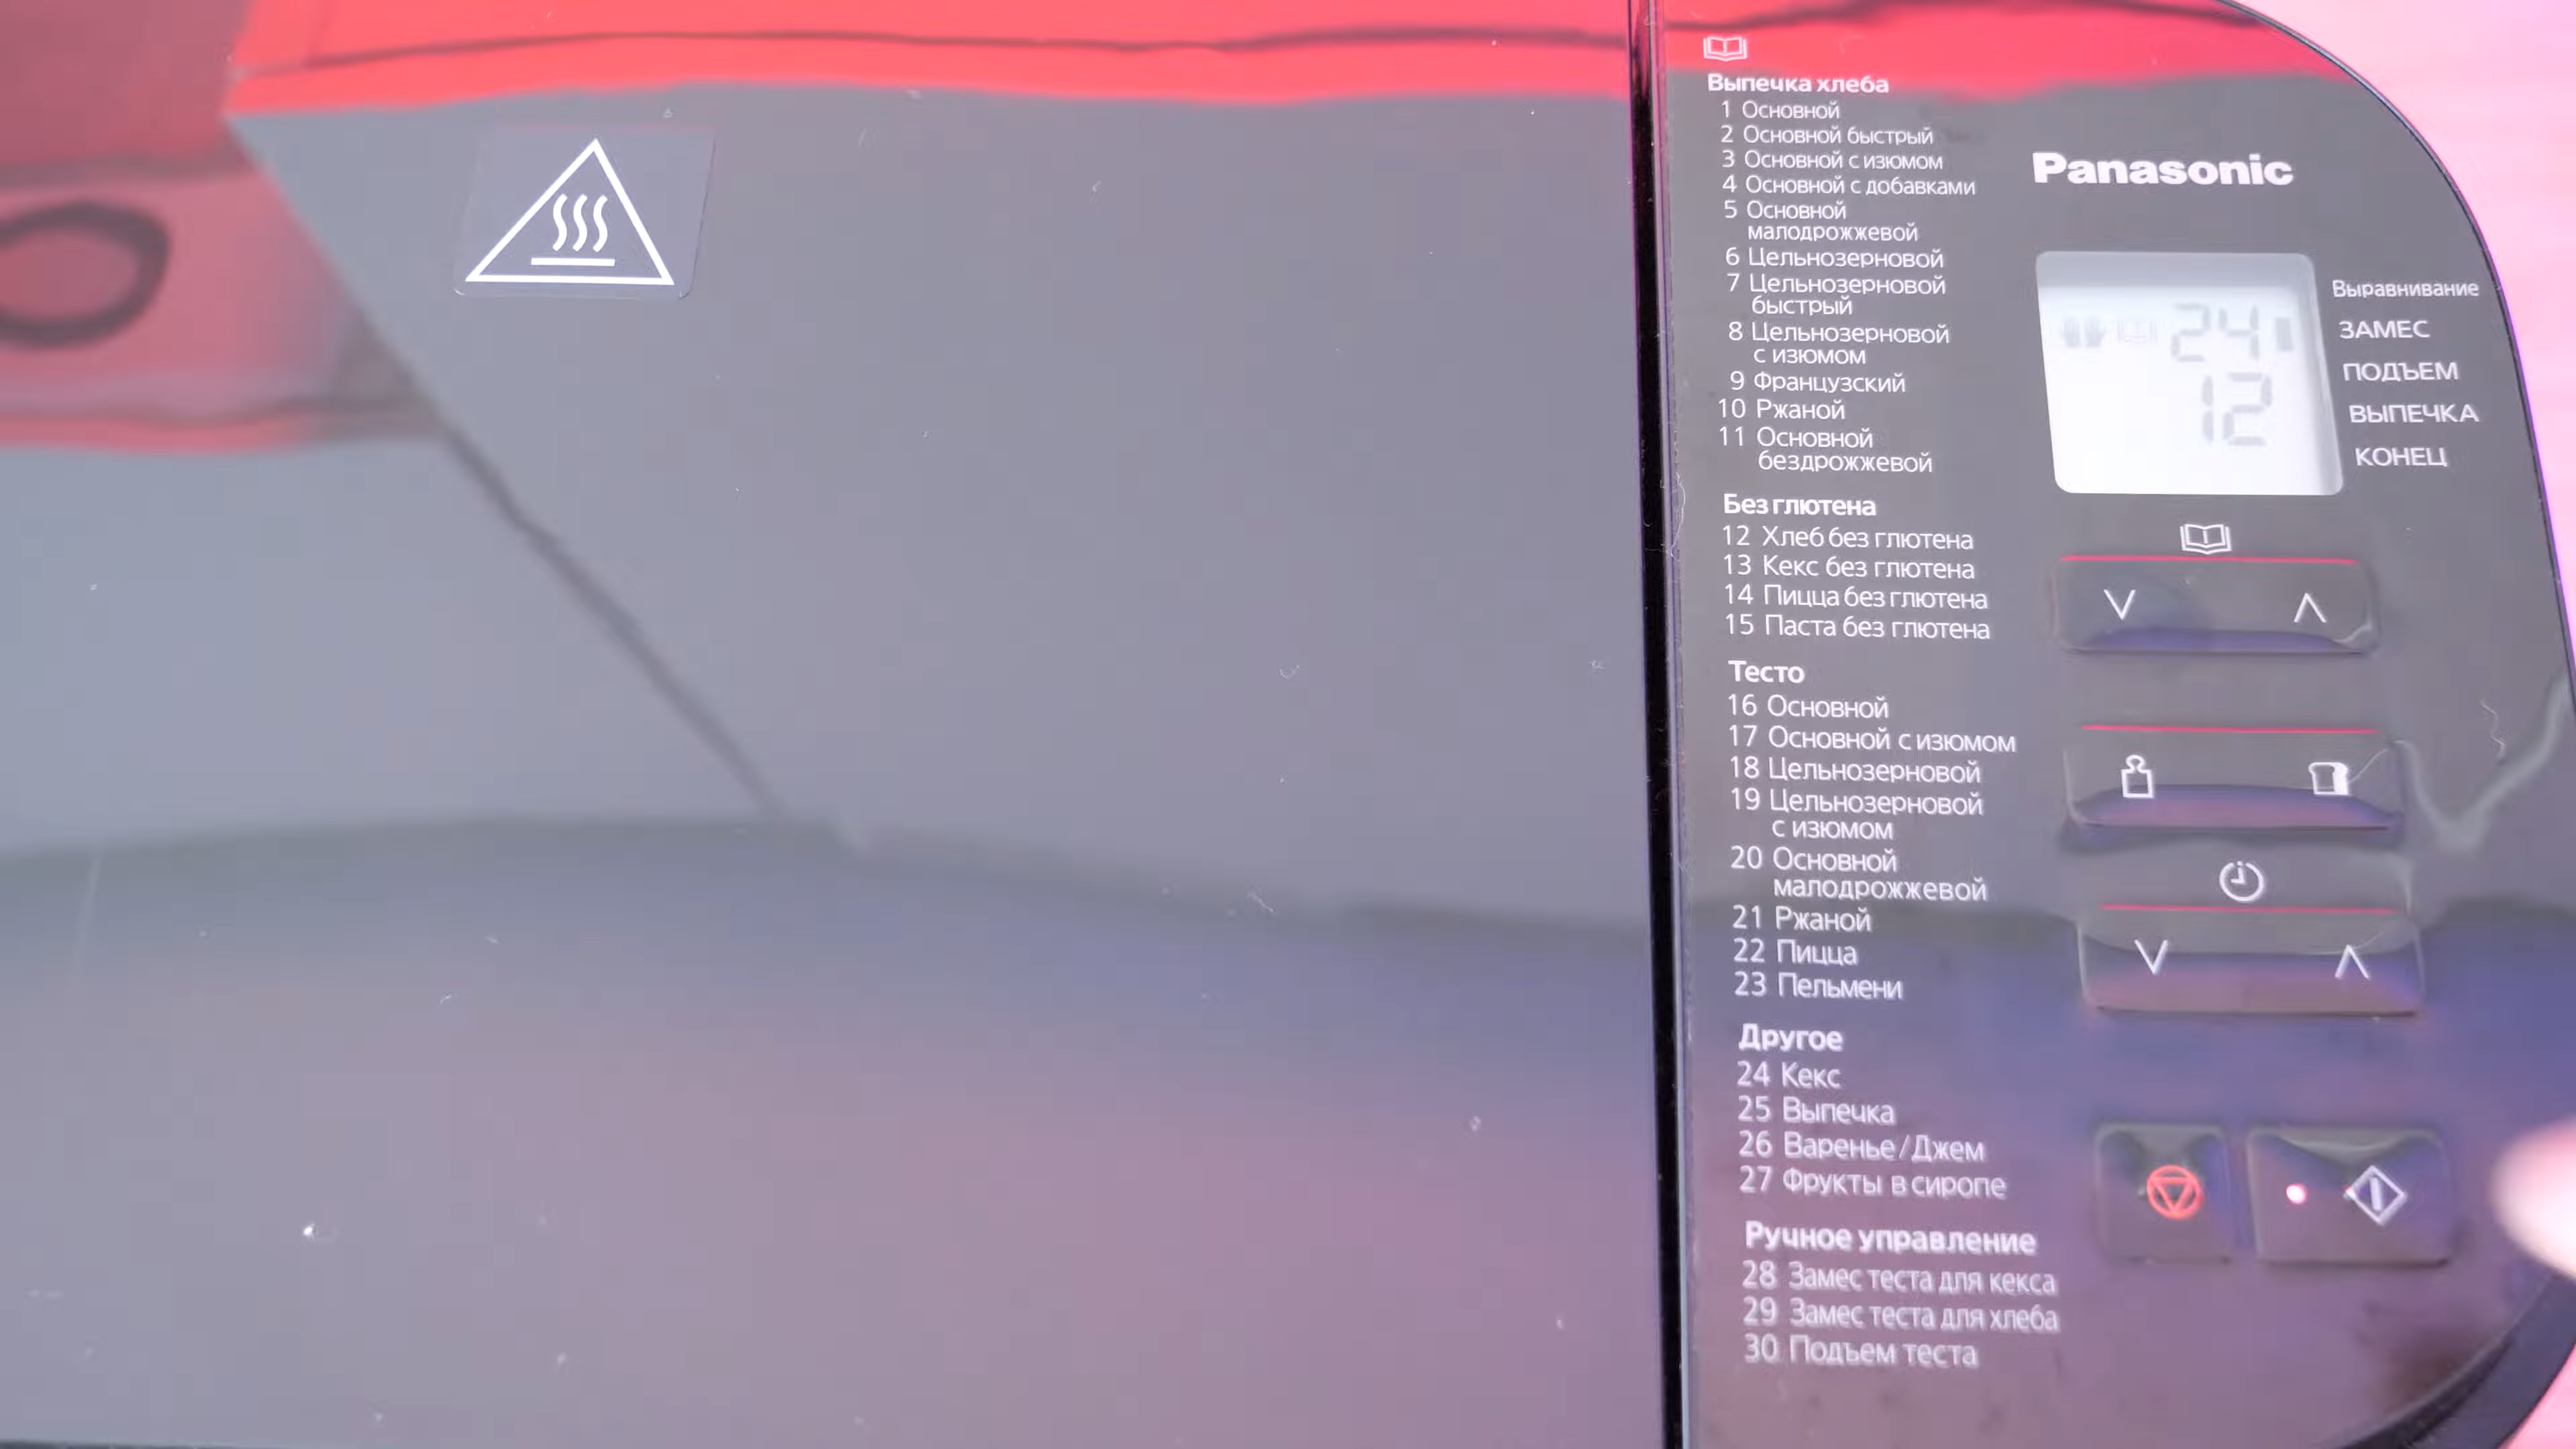 Выпечка хлеба
1 Основной
2 Основной быстрый
3 Основной с изюмом
4 Основной с добавками
5 Основной
малодрожжевой
6 Цельнозерновой
7 Цельнозерновой
быстрый
8 Цельнозерновой
с изюмом
9 Французский
10 Ржаной
11 Основной
бездрожжевой
Без глютена
12 Хлеб без глютена
13 Кекс без глютена
14 Пицца без глютена
15 Паста без глютена
Тесто
16 Основной
17 Основной с изюмом
18 Цельнозерновой
19 Цельнозерновой
с изюмом
20 Основной
малодрожжевой
21 Ржаной
22 Пицца
23 Пельмени
Другое
24 Кекс
25 Выпечка
26 Варенье/Джем
27 Фрукты в сиропе
Ручное управление
28 Замес теста для кекса
29 Замес теста для хлеба
30 Подъем теста
Panasonic
24
12
Выравнивание
ЗАМЕС
ПОДЪЕМ
ВЫПЕЧКА
КОНЕЦ